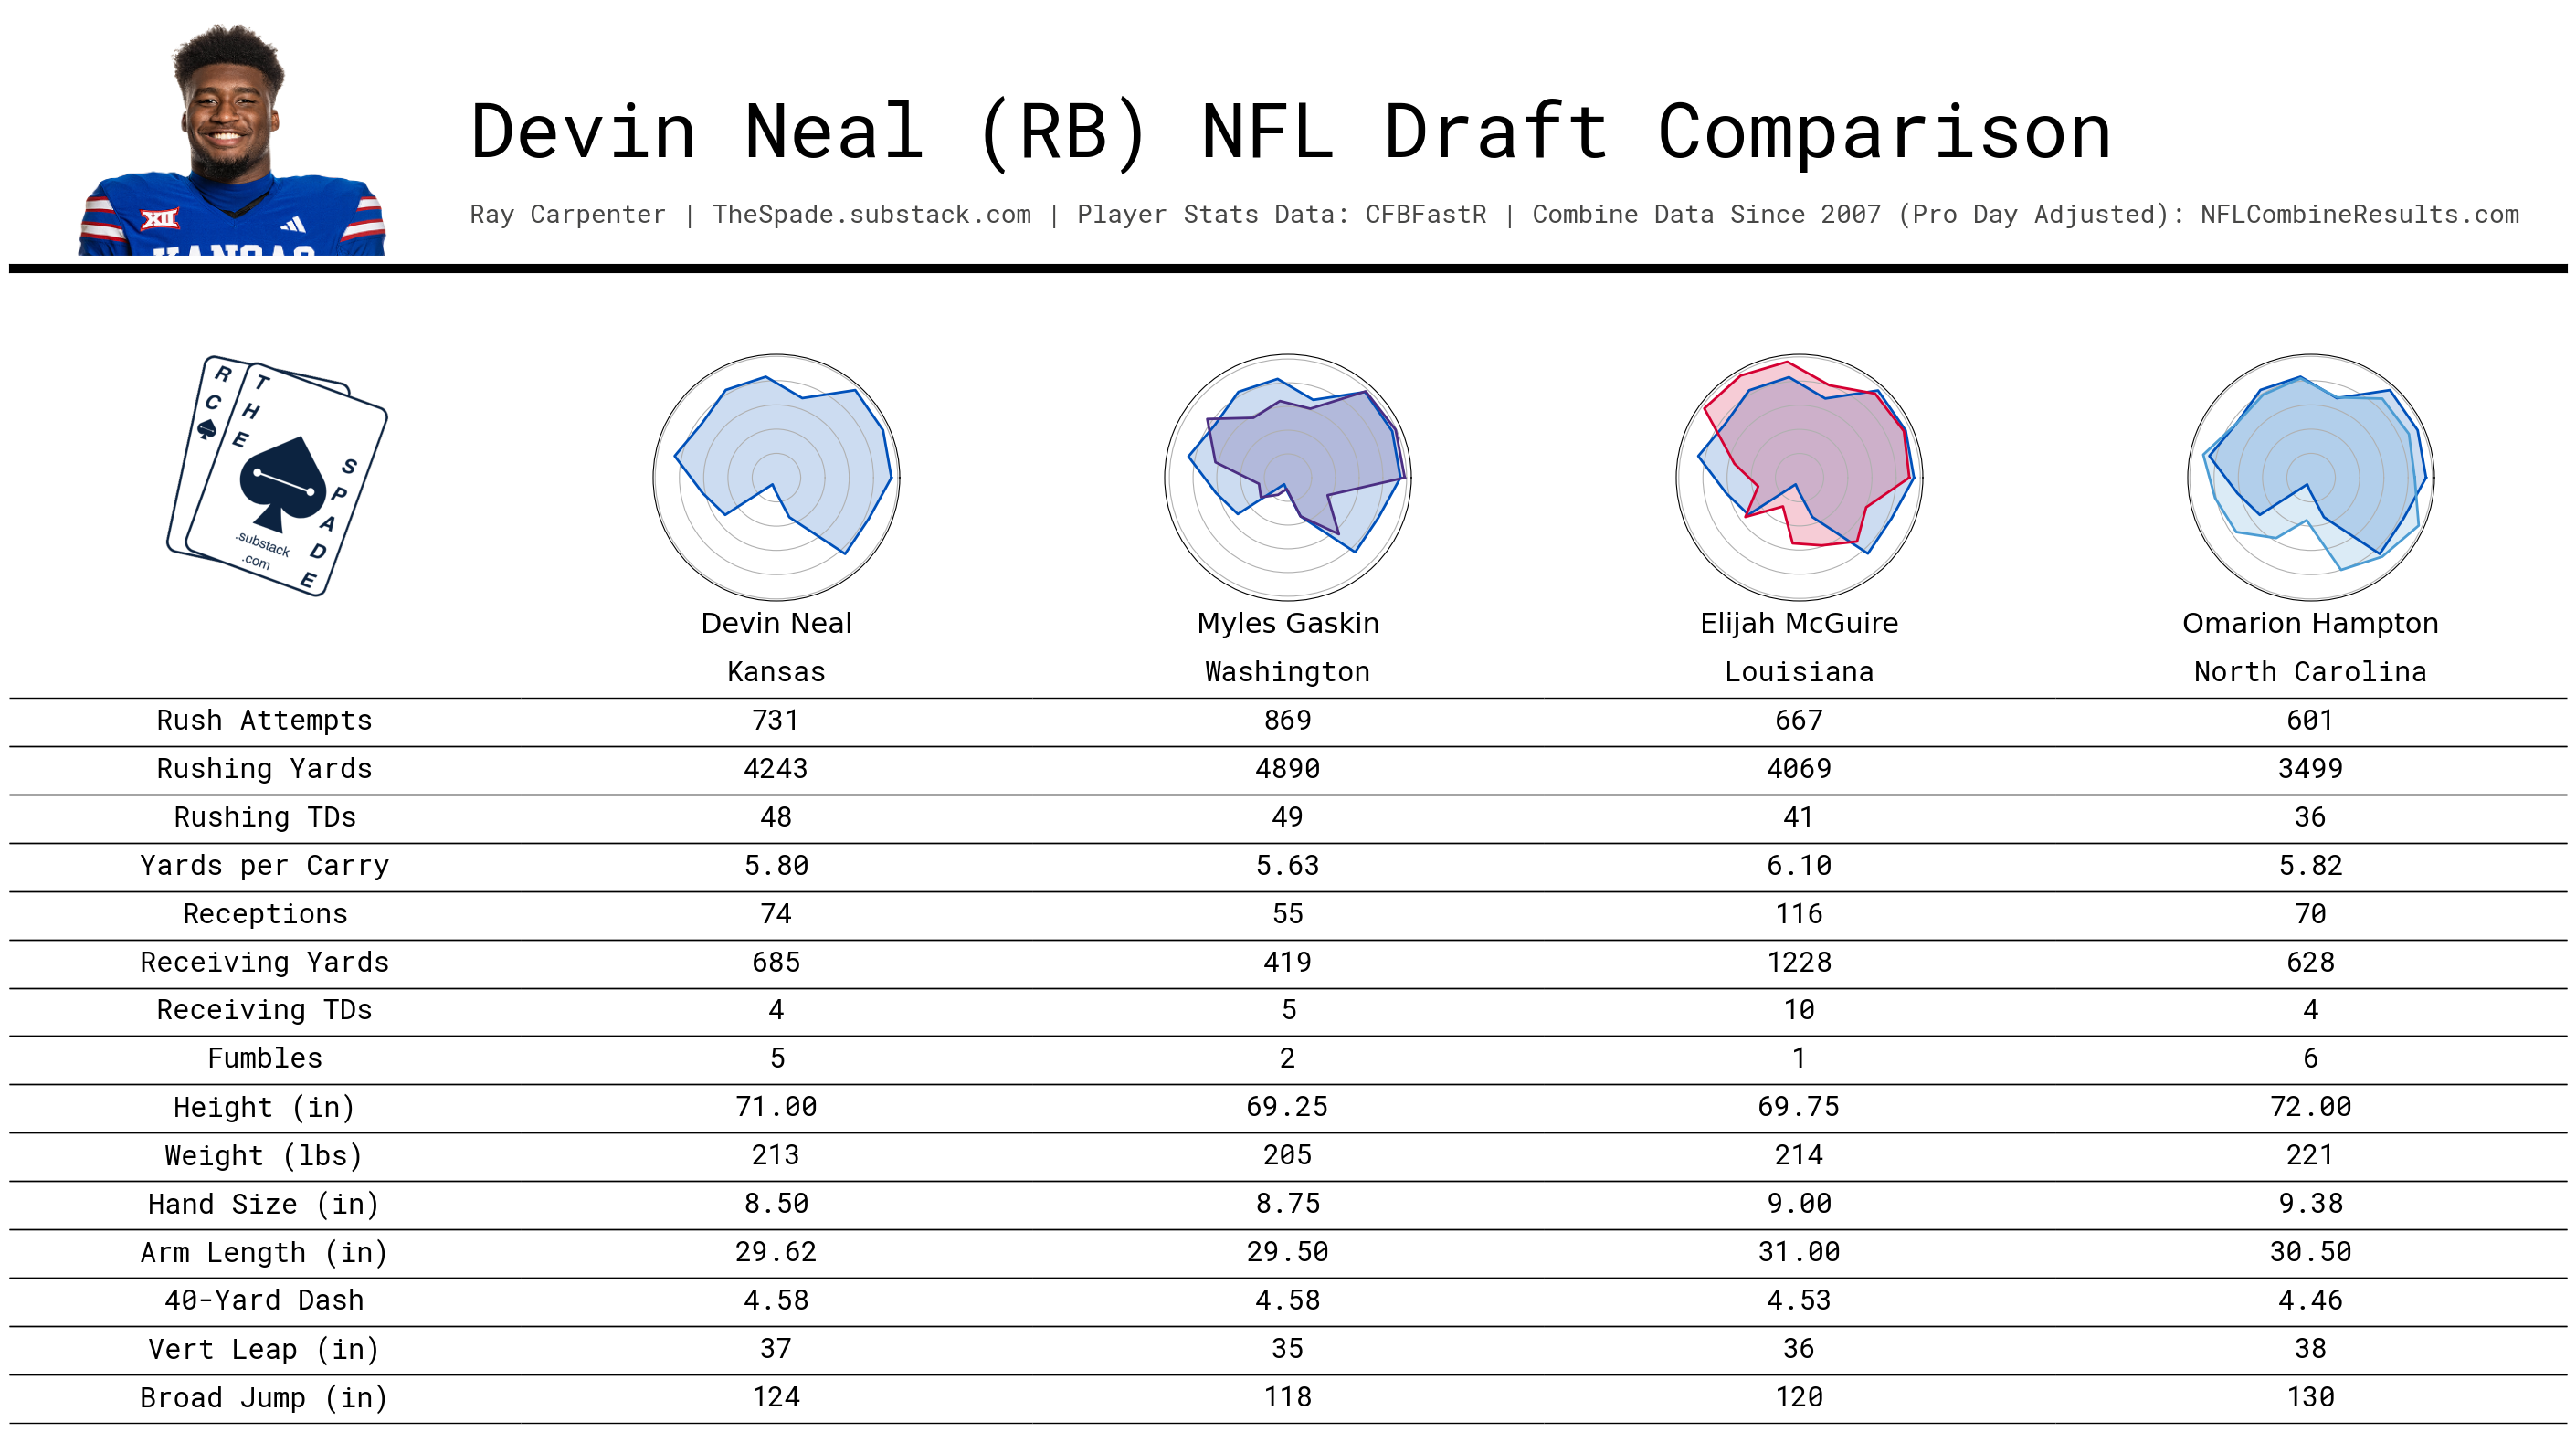 Devin Neal (RB) NFL Draft Comparison
Ray Carpenter | TheSpade.substack.com | Player Stats Data: CFBFastR | Combine Data Since 2007 (Pro Day Adjusted): NFLCombineResults.com
XII
KANSAS
RC
THE
SPADE
.substack
.com
Devin Neal Myles Gaskin Elijah McGuire Omarion Hampton
Kansas Washington Louisiana North Carolina
Rush Attempts 731 869 667 601
Rushing Yards 4243 4890 4069 3499
Rushing TDs 48 49 41 36
Yards per Carry 5.80 5.63 6.10 5.82
Receptions 74 55 116 70
Receiving Yards 685 419 1228 628
Receiving TDs 4 5 10 4
Fumbles 5 2 1 6
Height (in) 71.00 69.25 69.75 72.00
Weight (lbs) 213 205 214 221
Hand Size (in) 8.50 8.75 9.00 9.38
Arm Length (in) 29.62 29.50 31.00 30.50
40-Yard Dash 4.58 4.58 4.53 4.46
Vert Leap (in) 37 35 36 38
Broad Jump (in) 124 118 120 130